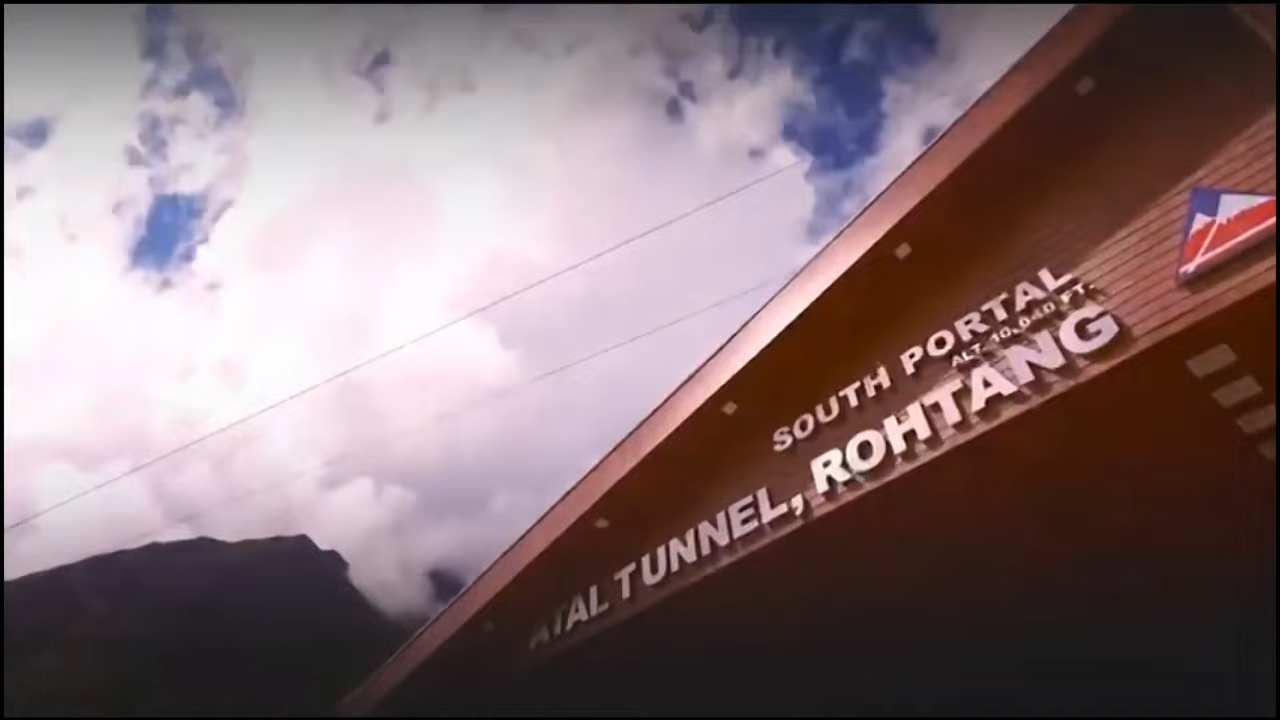 SOUTH PORTAL
ALT. 10,040 FT.
ATAL TUNNEL, ROHTANG